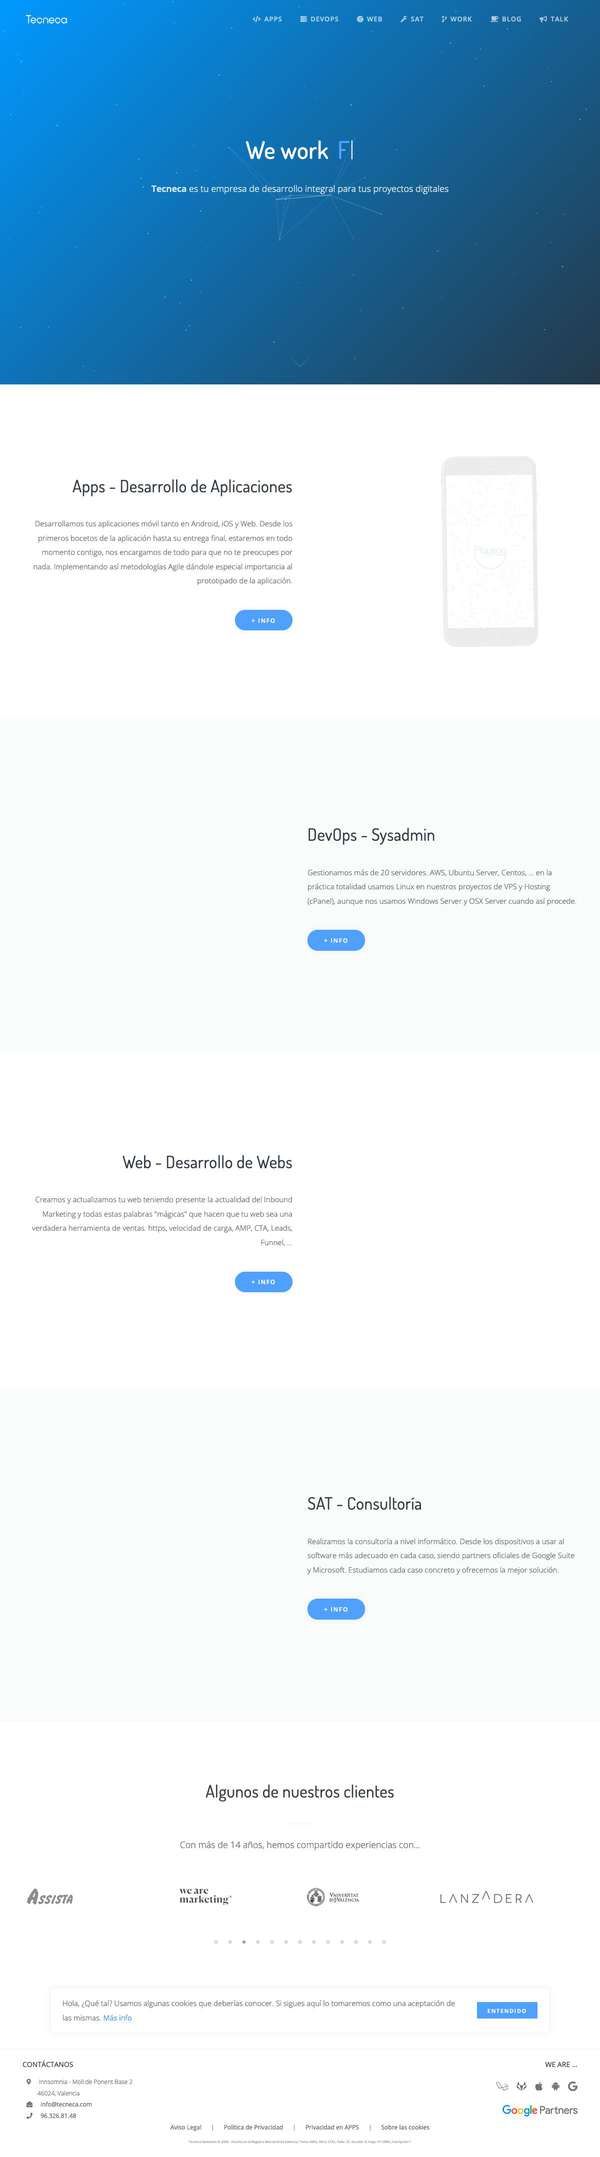 Tecneca
APPS DEVOPS WEB SAT WORK BLOG TALK
We work F
Tecneca es tu empresa de desarrollo integral para tus proyectos digitales
Apps - Desarrollo de Aplicaciones
Desarrollamos tus aplicaciones móvil tanto en Android, iOS y Web. Desde los
primeros bocetos de la aplicación hasta su entrega final, estaremos en todo
momento contigo, nos encargamos de todo para que no te preocupes por
nada. Implementando así metodologías Agile dándole especial importancia al
prototipado de la aplicación.
+ INFO
DevOps - Sysadmin
Gestionamos más de 20 servidores. AWS, Ubuntu Server, Centos, ... en la
práctica totalidad usamos Linux en nuestros proyectos de VPS y Hosting
(cPanel), aunque nos usamos Windows Server y OSX Server cuando así procede.
+ INFO
Web - Desarrollo de Webs
Creamos y actualizamos tu web teniendo presente la actualidad del Inbound
Marketing y todas estas palabras "mágicas" que hacen que tu web sea una
verdadera herramienta de ventas. https, velocidad de carga, AMP, CTA, Leads,
Funnel, ...
+ INFO
SAT - Consultoría
Realizamos la consultoría a nivel informático. Desde los dispositivos a usar al
software más adecuado en cada caso, siendo partners oficiales de Google Suite
y Microsoft. Estudiamos cada caso concreto y ofrecemos la mejor solución.
+ INFO
Algunos de nuestros clientes
Con más de 14 años, hemos compartido experiencias con...
ASSISTA
we are
marketing
VNIVERSITAT
D VALENCIA
LANZADERA
Hola, ¿Qué tal? Usamos algunas cookies que deberías conocer. Si sigues aquí lo tomaremos como una aceptación de
las mismas. Más info
ENTENDIDO
CONTÁCTANOS
Innsomnia - Moll de Ponent Base 2
46024, Valencia
info@tecneca.com
96.326.81.48
WE ARE ...
Google Partners
Aviso Legal | Política de Privacidad | Privacidad en APPS | Sobre las cookies